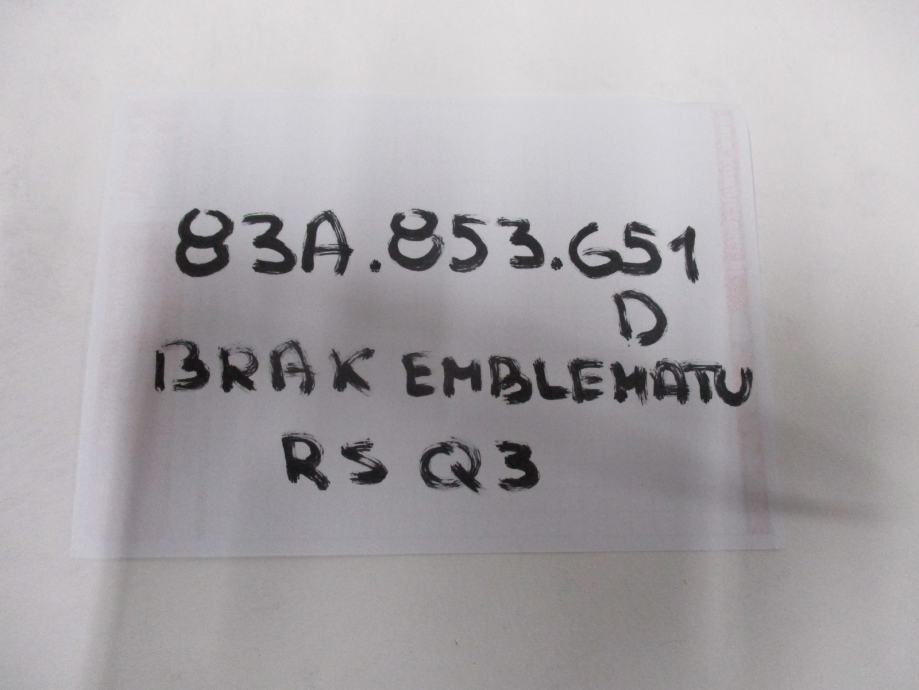 83A.853.651
D
BRAK EMBLEMATU
RS Q3